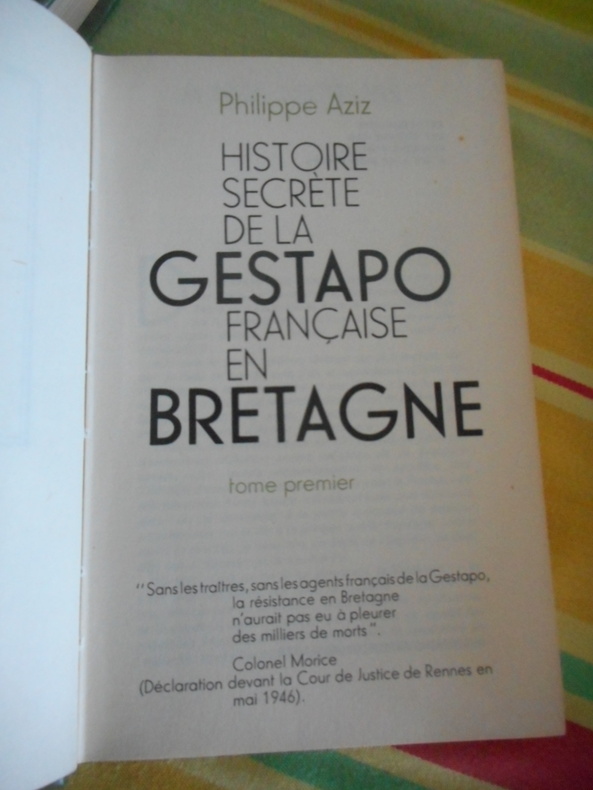 Philippe Aziz
HISTOIRE
SECRÈTE
DE LA
GESTAPO
FRANÇAISE
EN
BRETAGNE
tome premier
"Sans les traîtres, sans les agents français de la Gestapo,
la résistance en Bretagne
n'aurait pas eu à pleurer
des milliers de morts".
Colonel Morice
(Déclaration devant la Cour de Justice de Rennes en
mai 1946).